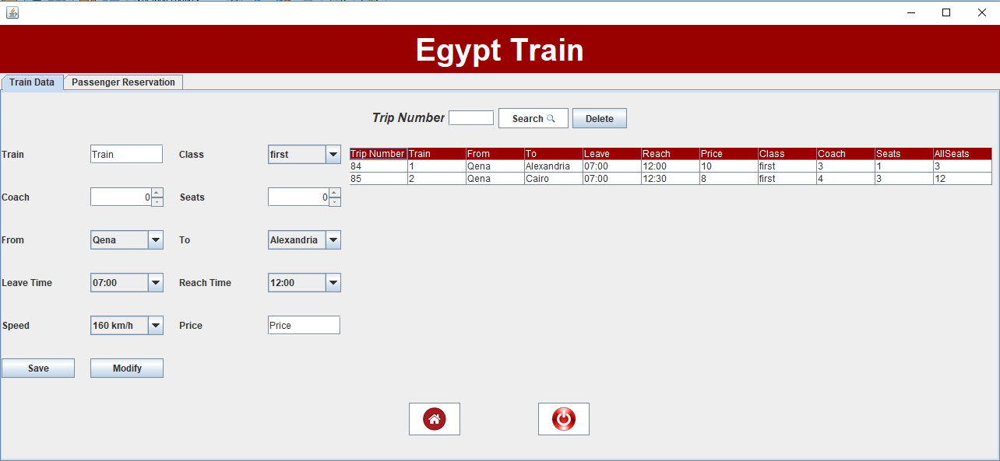 Egypt Train
Train Data Passenger Reservation
Trip Number Search Delete
Train Train Class first
Coach 0 Seats 0
From Qena To Alexandria
Leave Time 07:00 Reach Time 12:00
Speed 160 km/h Price Price
Save Modify
Trip Number Train From To Leave Reach Price Class Coach Seats AllSeats
84 1 Qena Alexandria 07:00 12:00 10 first 3 1 3
85 2 Qena Cairo 07:00 12:30 8 first 4 3 12